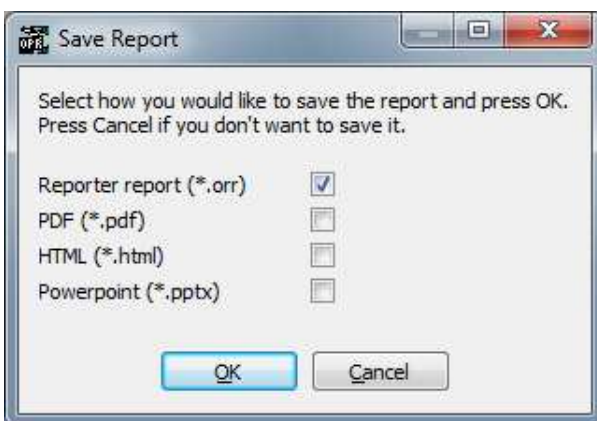 Save Report
Select how you would like to save the report and press OK.
Press Cancel if you don't want to save it.
Reporter report (*.orr)
PDF (*.pdf)
HTML (*.html)
Powerpoint (*.pptx)
OK
Cancel